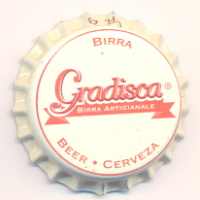 BIRRA
Gradisca®
BIRRA ARTIGIANALE
BEER • CERVEZA